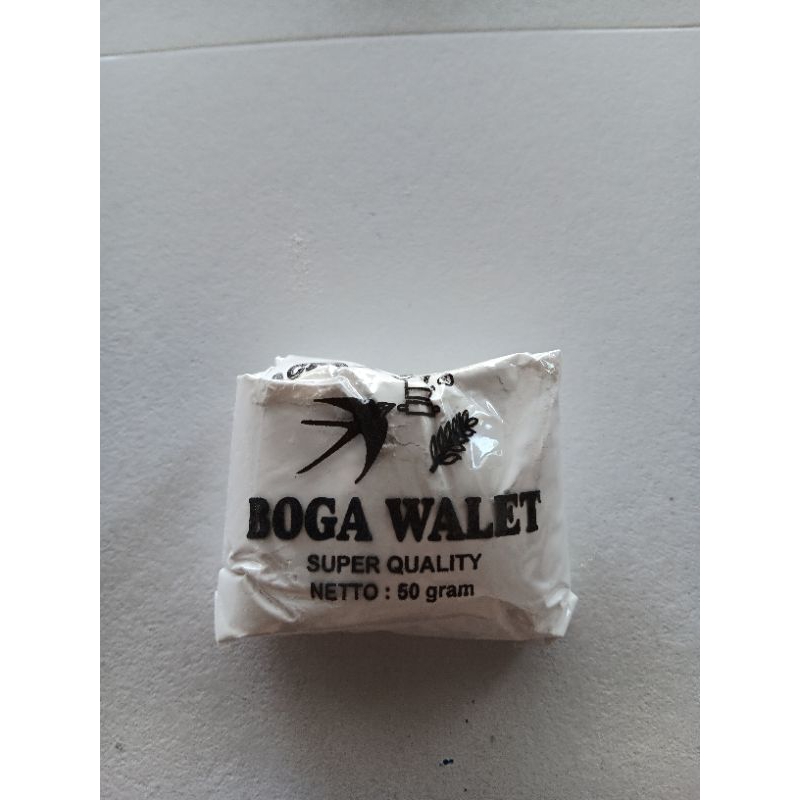 BOGA WALET
SUPER QUALITY
NETTO : 50 gram